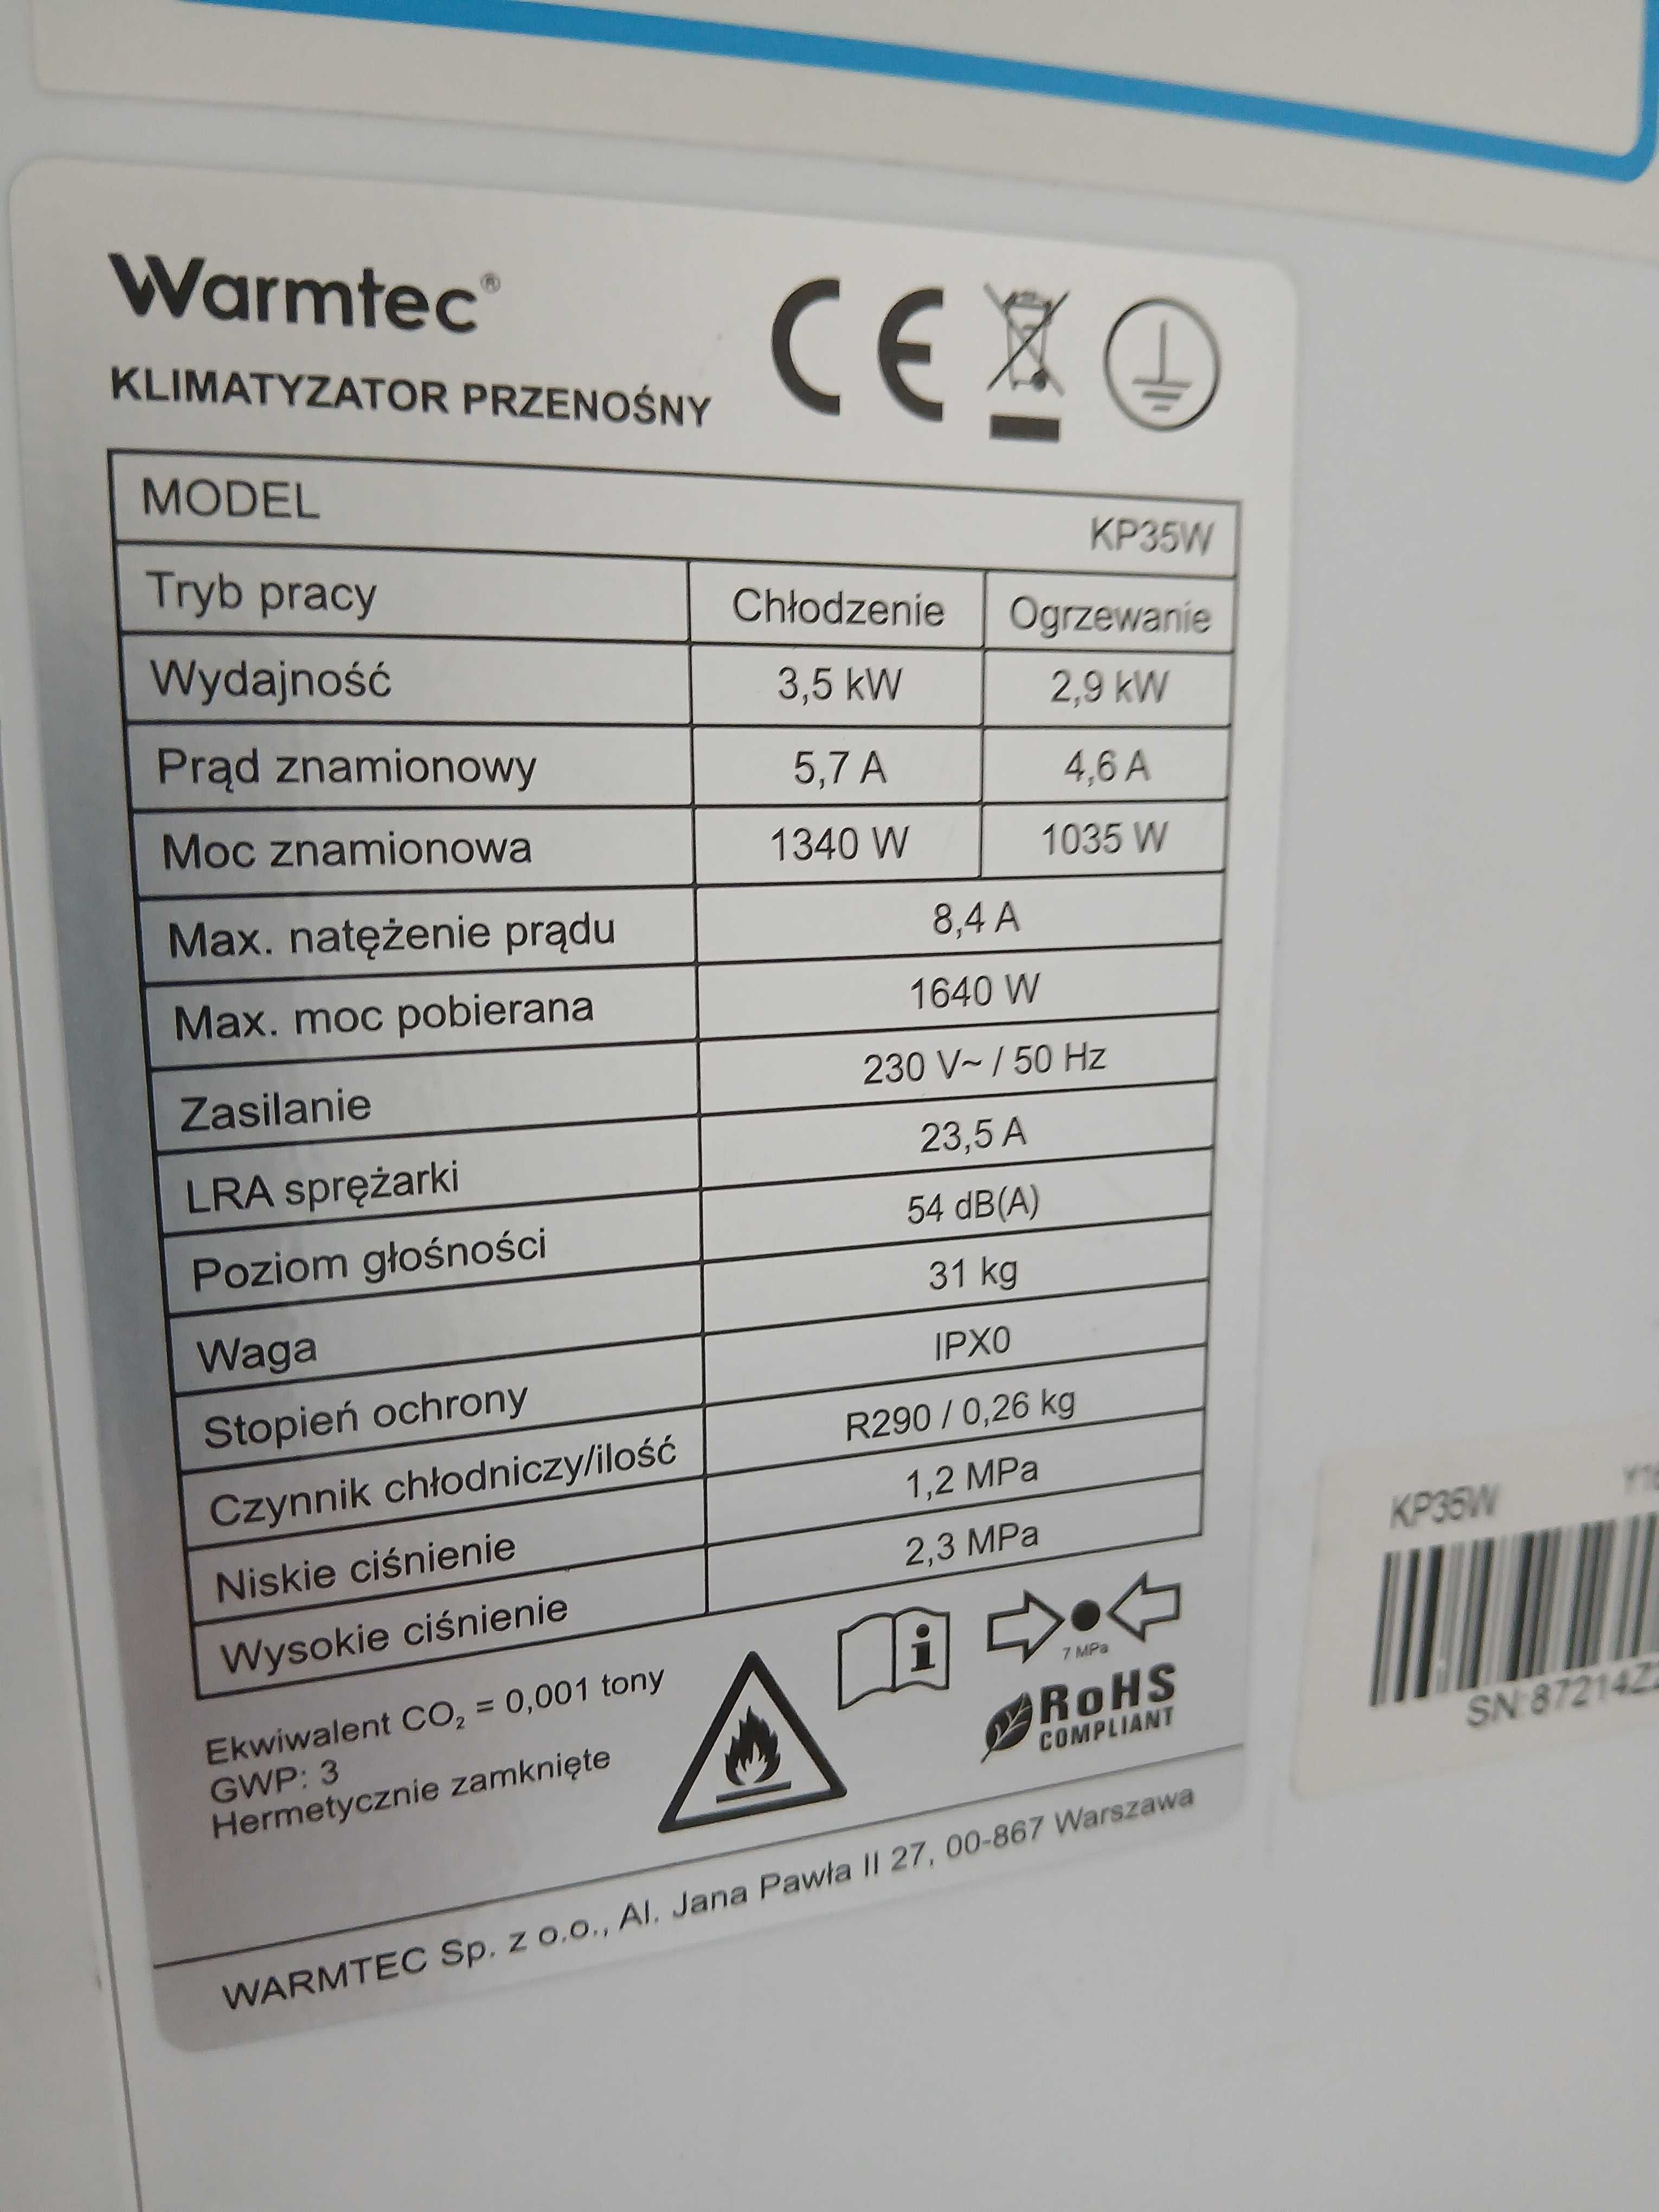 Warmtec®
KLIMATYZATOR PRZENOŚNY
CE
MODEL KP35W
Tryb pracy Chłodzenie Ogrzewanie
Wydajność 3,5 kW 2,9 kW
Prąd znamionowy 5,7 A 4,6 A
Moc znamionowa 1340 W 1035 W
Max. natężenie prądu 8,4 A
Max. moc pobierana 1640 W
Zasilanie 230 V~ / 50 Hz
LRA sprężarki 23,5 A
Poziom głośności 54 dB(A)
Waga 31 kg
Stopień ochrony IPX0
Czynnik chłodniczy/ilość R290 / 0,26 kg
Niskie ciśnienie 1,2 MPa
Wysokie ciśnienie 2,3 MPa
Ekwiwalent CO₂ = 0,001 tony
GWP: 3
Hermetycznie zamknięte
i
7 MPa
RoHS
COMPLIANT
WARMTEC Sp. z o.o., Al. Jana Pawła II 27, 00-867 Warszawa
KP35W